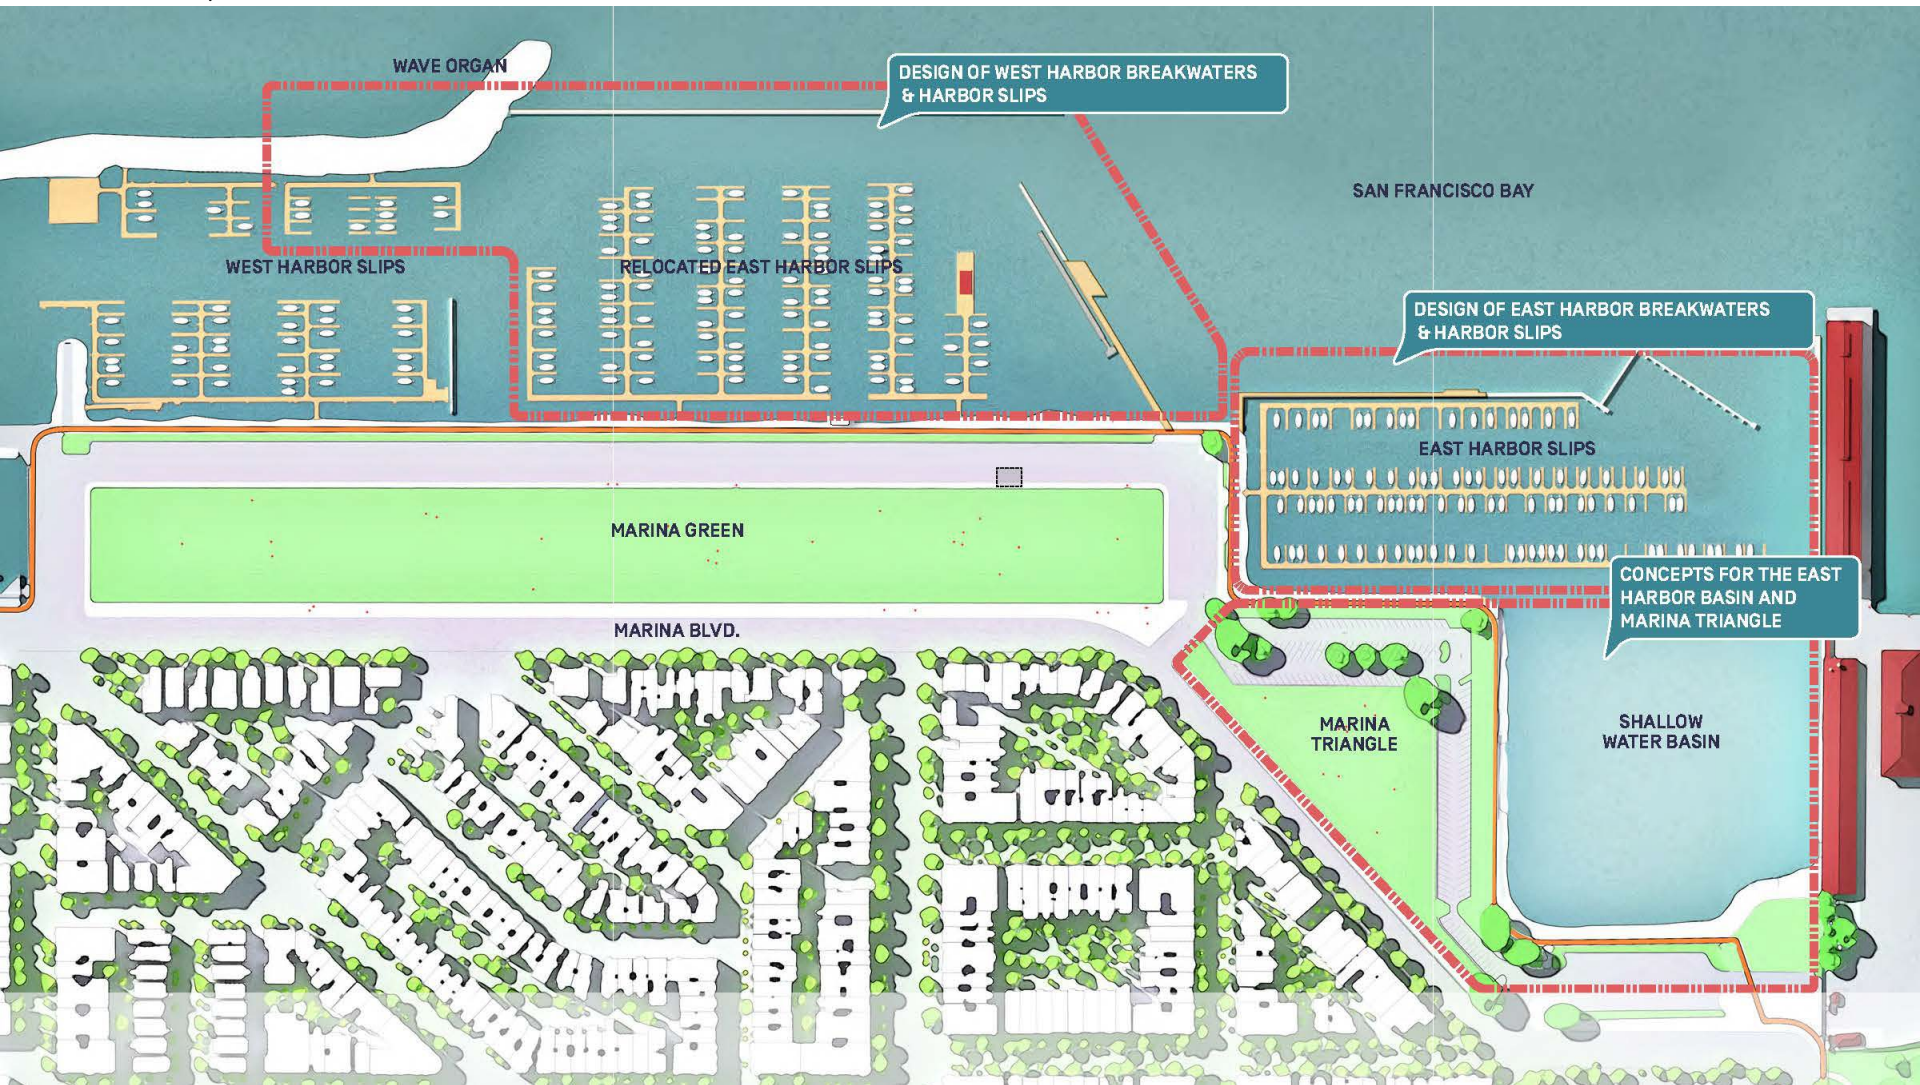 WAVE ORGAN
DESIGN OF WEST HARBOR BREAKWATERS
& HARBOR SLIPS
SAN FRANCISCO BAY
WEST HARBOR SLIPS
RELOCATED EAST HARBOR SLIPS
DESIGN OF EAST HARBOR BREAKWATERS
& HARBOR SLIPS
EAST HARBOR SLIPS
MARINA GREEN
CONCEPTS FOR THE EAST
HARBOR BASIN AND
MARINA TRIANGLE
MARINA BLVD.
MARINA
TRIANGLE
SHALLOW
WATER BASIN